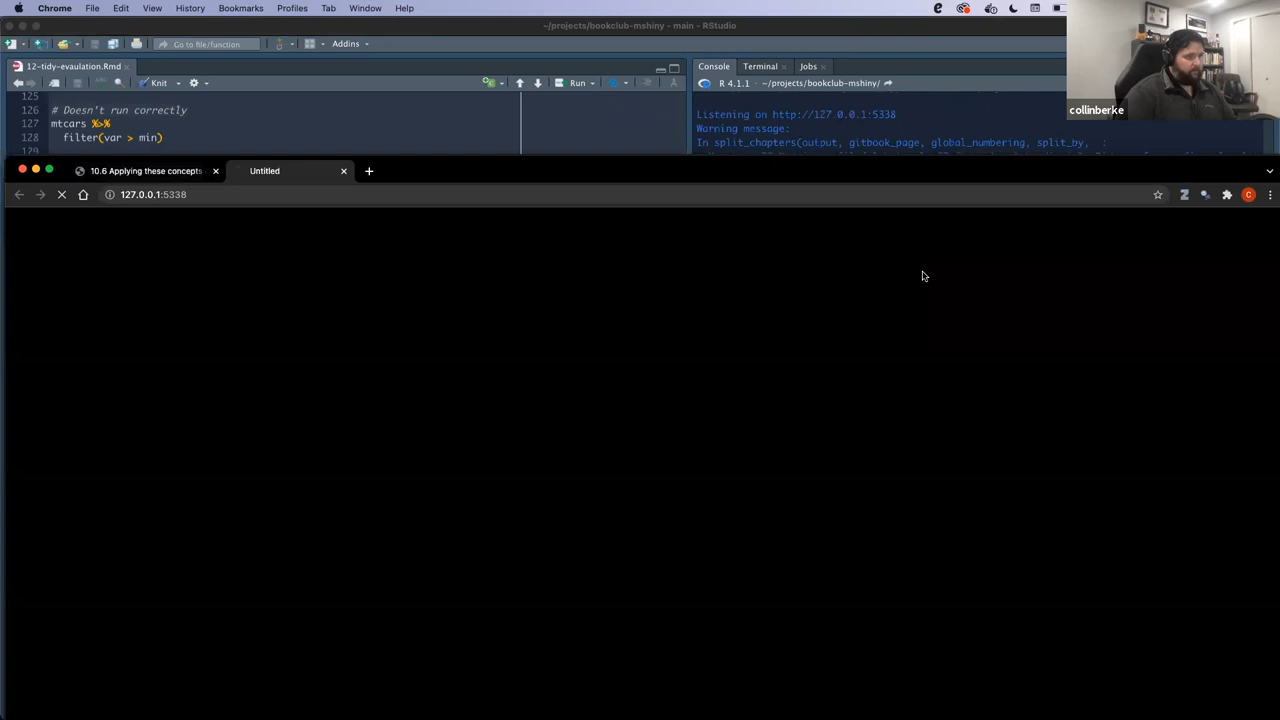 Chrome File Edit View History Bookmarks Profiles Tab Window Help
~/projects/bookclub-mshiny - main - RStudio
Go to file/function Addins
12-tidy-evaulation.Rmd
Knit Run
125
126 # Doesn't run correctly
127 mtcars %>%
128 filter(var > min)
129
Console Terminal Jobs
R 4.1.1 · ~/projects/bookclub-mshiny/
Listening on http://127.0.0.1:5338
Warning message:
In split_chapters(output, gitbook_page, global_numbering, split_by, :
collinberke
10.6 Applying these concepts Untitled
127.0.0.1:5338
C